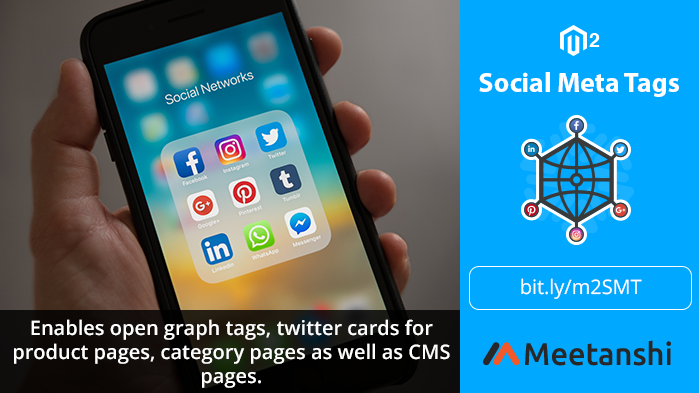 Social Networks
Facebook
Instagram
Twitter
Google+
Pinterest
Tumblr
LinkedIn
WhatsApp
Messenger
Enables open graph tags, twitter cards for
product pages, category pages as well as CMS
pages.
2
Social Meta Tags
bit.ly/m2SMT
Meetanshi